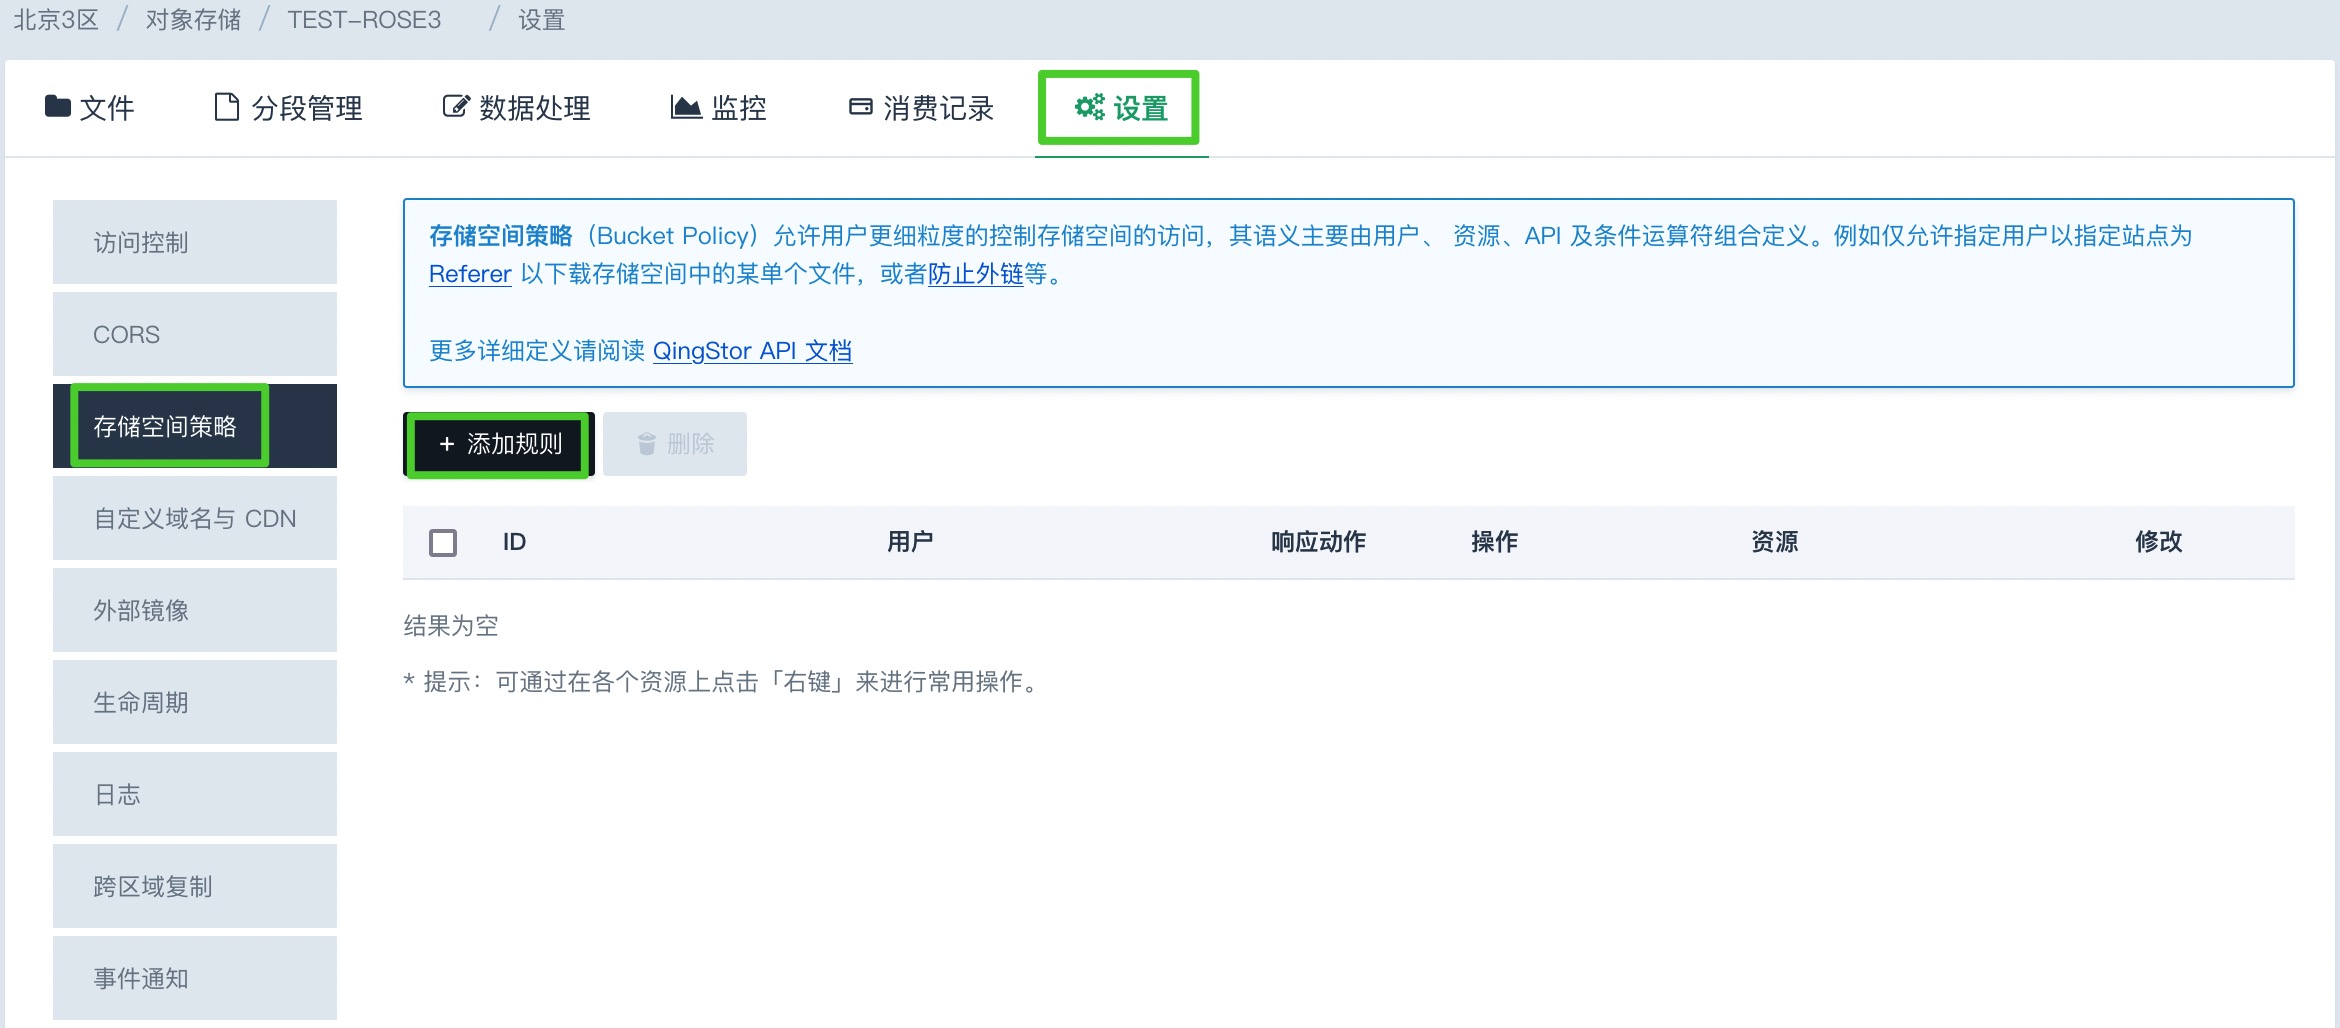 北京3区 / 对象存储 / TEST-ROSE3 / 设置
文件 分段管理 数据处理 监控 消费记录 设置
访问控制
CORS
存储空间策略
自定义域名与 CDN
外部镜像
生命周期
日志
跨区域复制
事件通知
存储空间策略（Bucket Policy）允许用户更细粒度的控制存储空间的访问，其语义主要由用户、 资源、API 及条件运算符组合定义。例如仅允许指定用户以指定站点为
Referer 以下载存储空间中的某单个文件，或者防止外链等。
更多详细定义请阅读 QingStor API 文档
+ 添加规则 删除
ID 用户 响应动作 操作 资源 修改
结果为空
* 提示：可通过在各个资源上点击「右键」来进行常用操作。